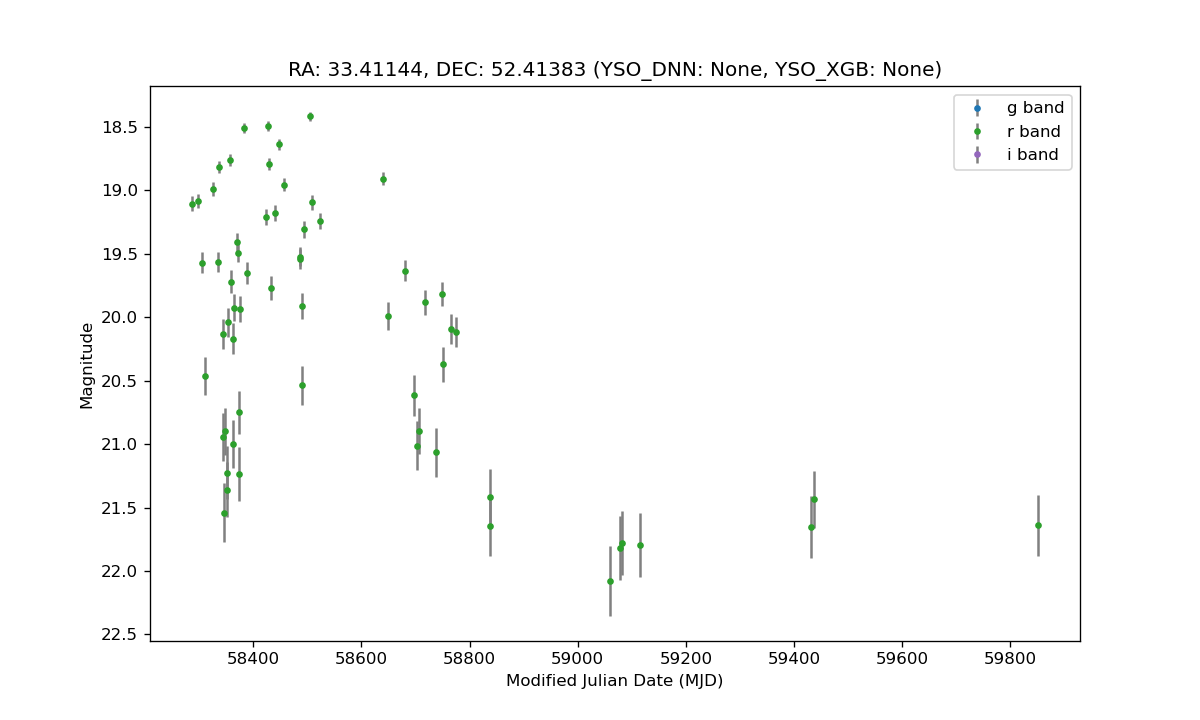 RA: 33.41144, DEC: 52.41383 (YSO_DNN: None, YSO_XGB: None)
g band
r band
i band
18.5
19.0
19.5
20.0
20.5
21.0
21.5
22.0
22.5
Magnitude
58400 58600 58800 59000 59200 59400 59600 59800
Modified Julian Date (MJD)